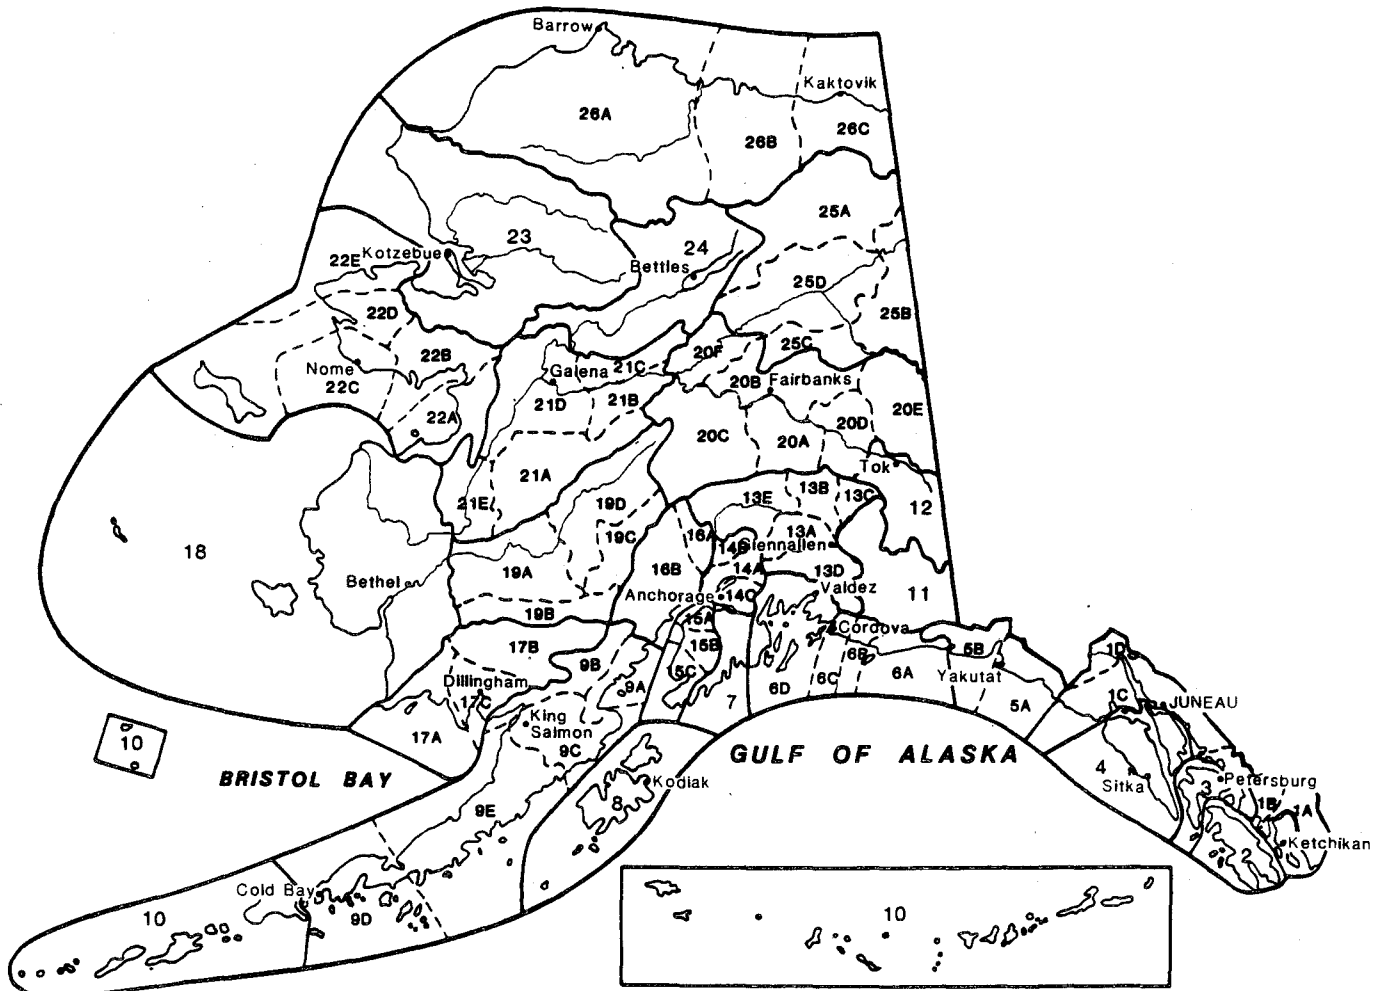 Barrow
Kaktovik
26A
26B
26C
25A
23
24
Kotzebue
22E
Bettles
25D
22D
25B
25C
20F
22B
Nome
22C
Galena
21C
20B
Fairbanks
21D
21B
22A
20E
20D
20C
20A
Tok
21A
21E
19D
13E
13B
13C
12
19C
16A
13A
14B
Glennallen
18
16B
14A
13D
19A
Bethel
Anchorage
14C
Valdez
11
19B
15A
Cordova
17B
15B
6B
5B
1D
9B
15C
6A
Yakutat
Dillingham
9A
6D
6C
17C
7
5A
1C
JUNEAU
King
Salmon
9C
10
17A
BRISTOL BAY
GULF OF ALASKA
4
Sitka
Kodiak
8
3
Petersburg
9E
1B
1A
Ketchikan
2
Cold Bay
10
9D
10